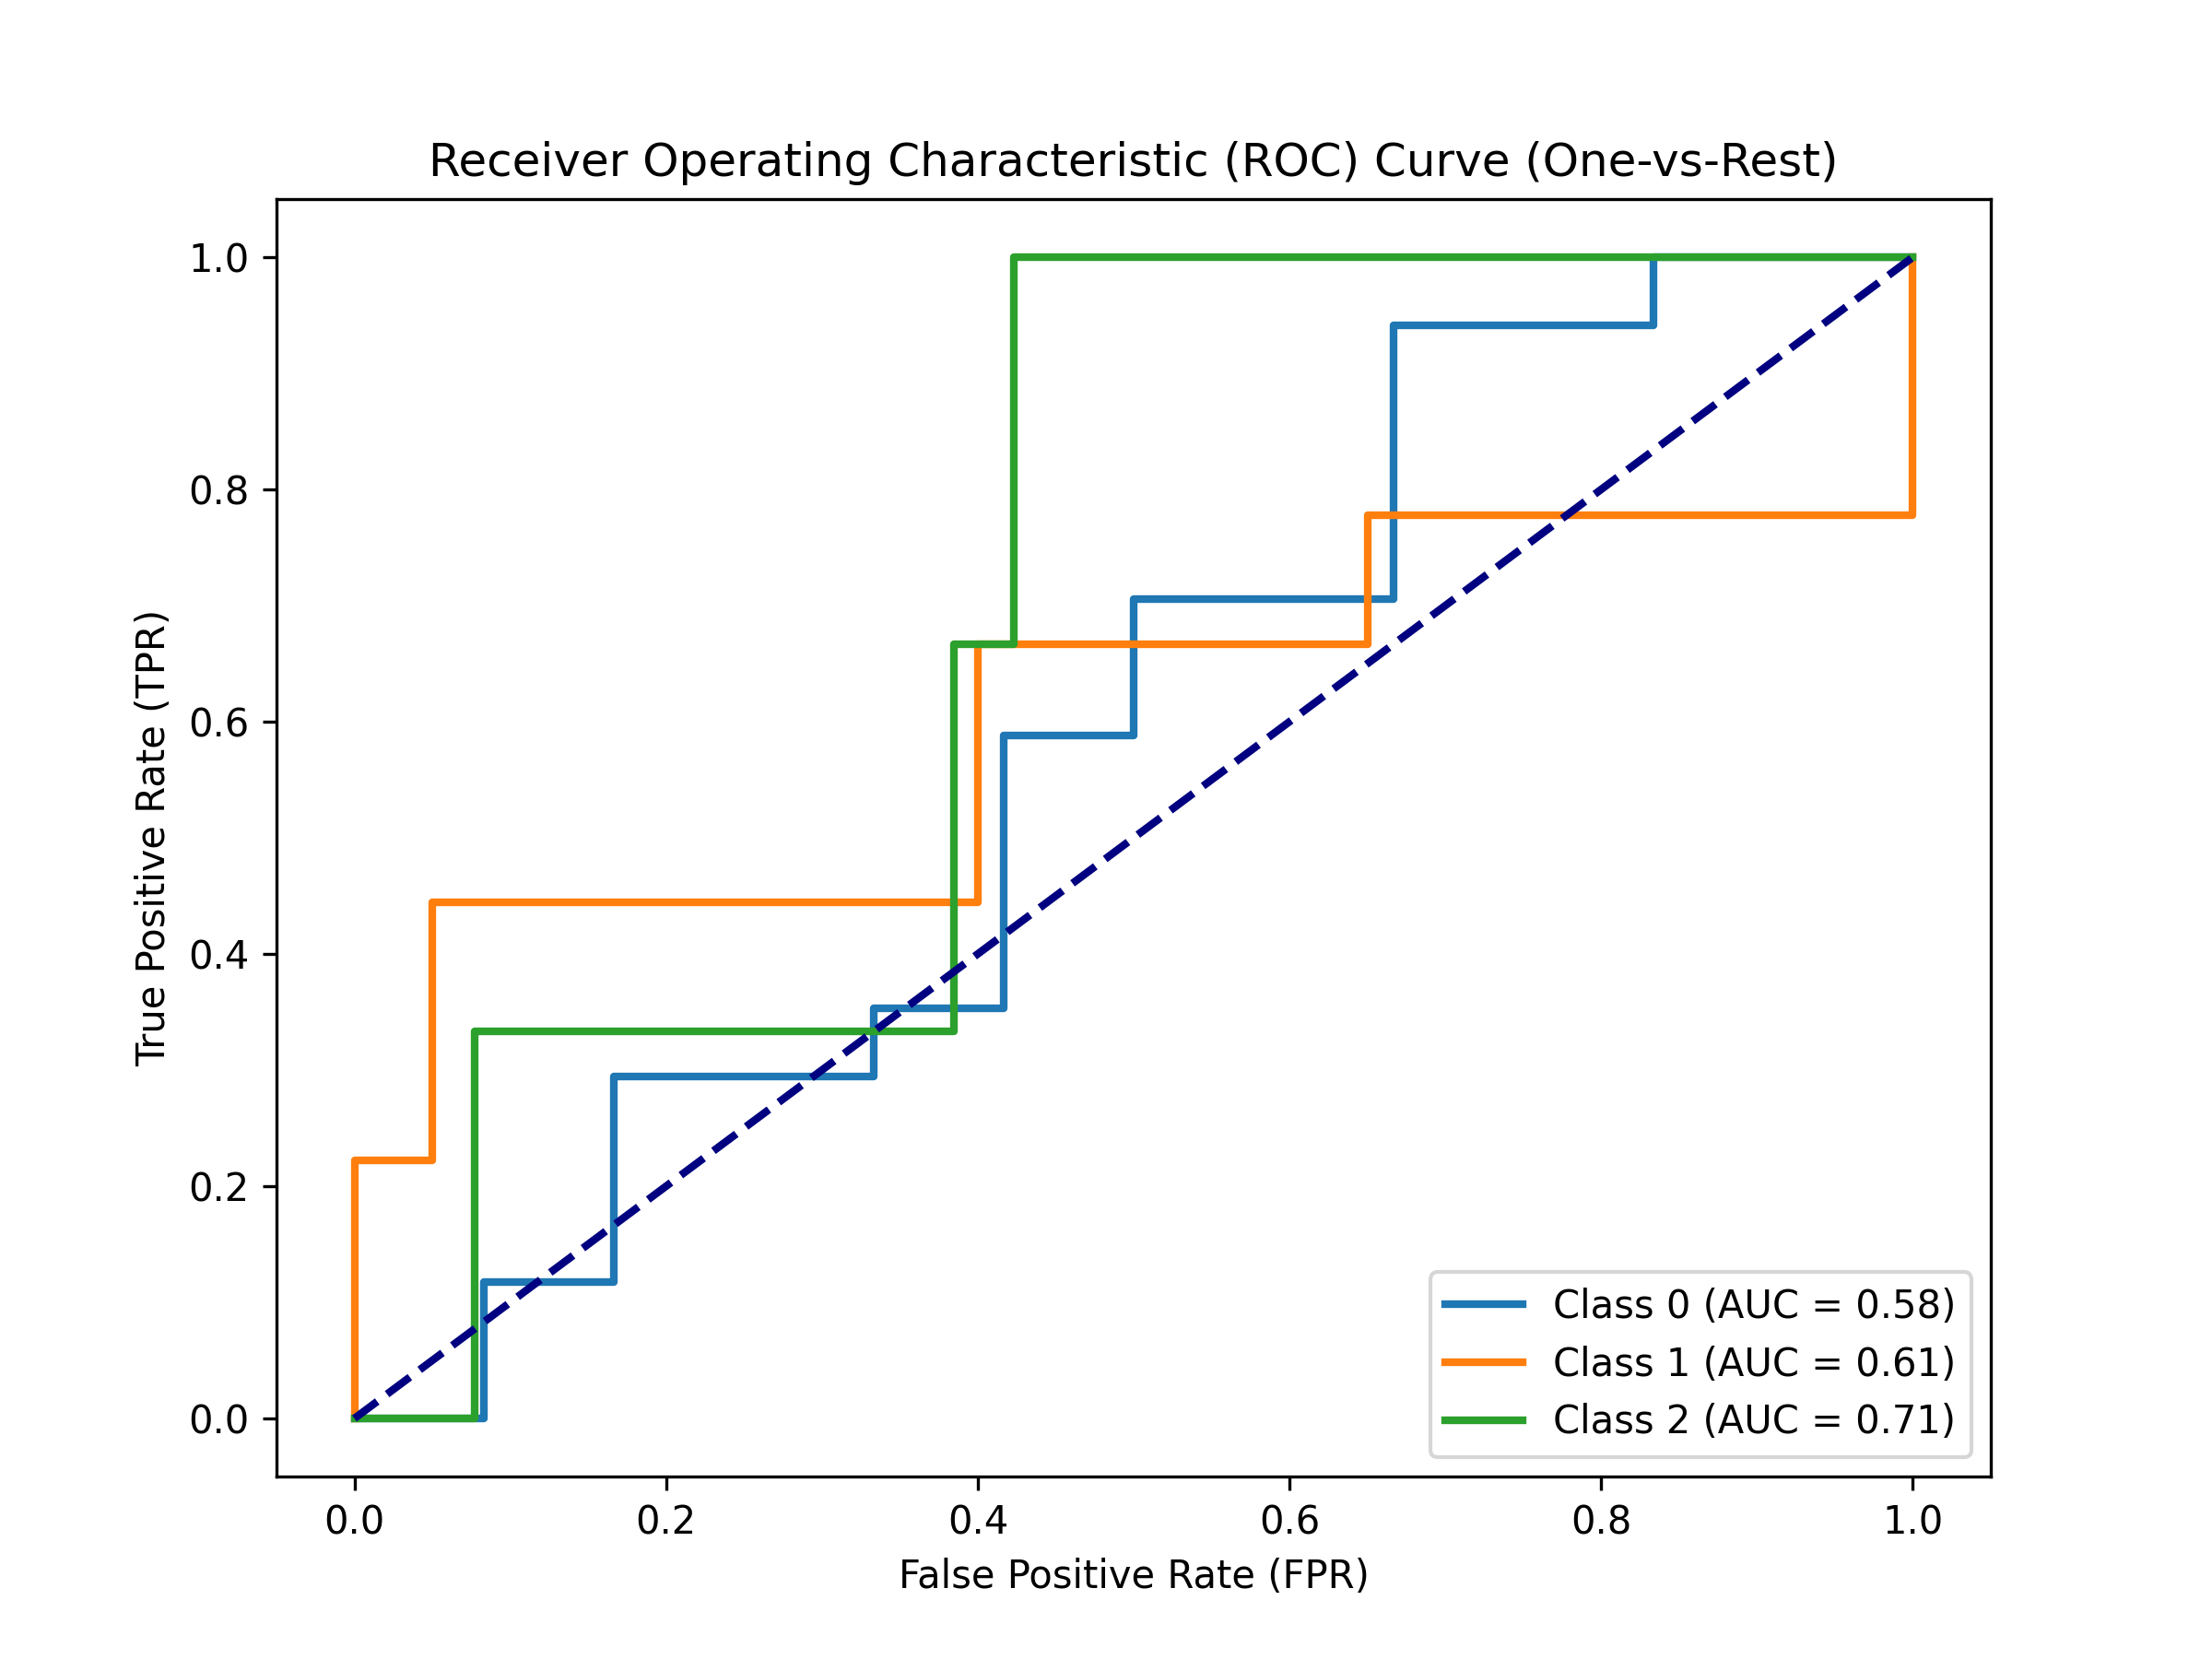 Receiver Operating Characteristic (ROC) Curve (One-vs-Rest)
1.0
0.8
0.6
0.4
0.2
0.0
True Positive Rate (TPR)
Class 0 (AUC = 0.58)
Class 1 (AUC = 0.61)
Class 2 (AUC = 0.71)
0.0 0.2 0.4 0.6 0.8 1.0
False Positive Rate (FPR)